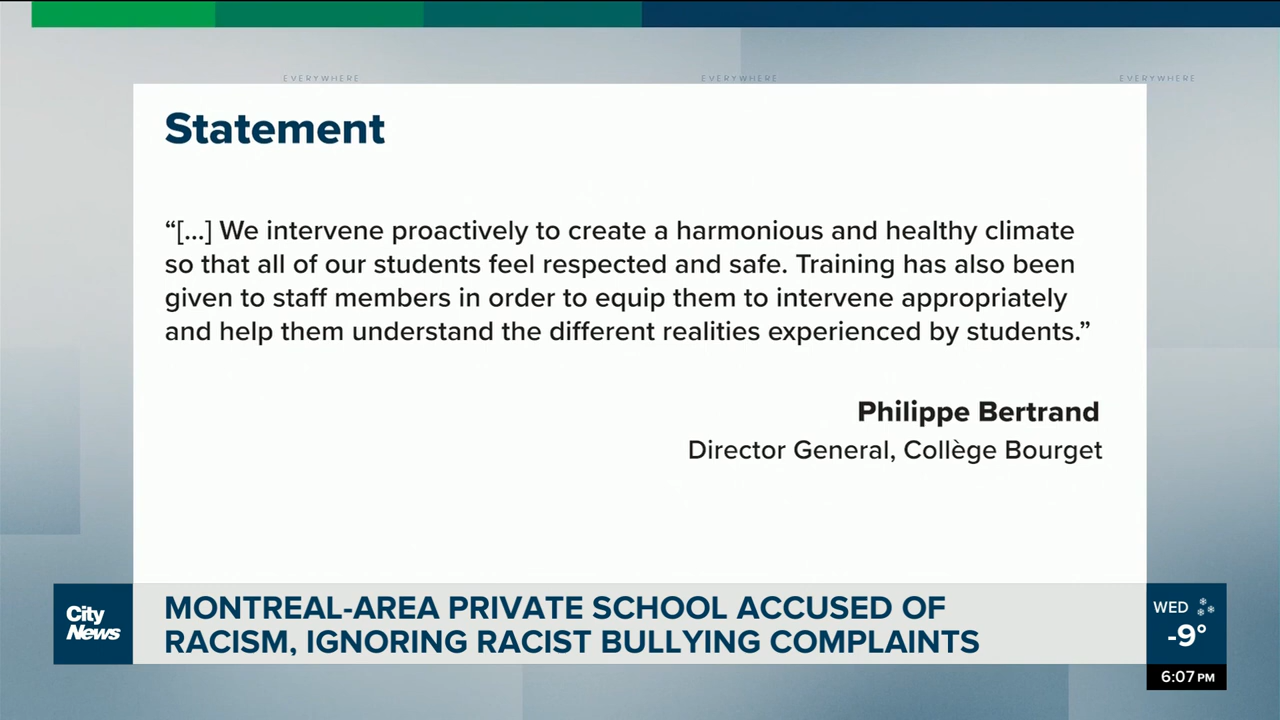 EVERYWHERE EVERYWHERE EVERYWHERE
Statement
“[...] We intervene proactively to create a harmonious and healthy climate
so that all of our students feel respected and safe. Training has also been
given to staff members in order to equip them to intervene appropriately
and help them understand the different realities experienced by students.”
Philippe Bertrand
Director General, Collège Bourget
City
News
MONTREAL-AREA PRIVATE SCHOOL ACCUSED OF
RACISM, IGNORING RACIST BULLYING COMPLAINTS
WED
-9°
6:07 PM